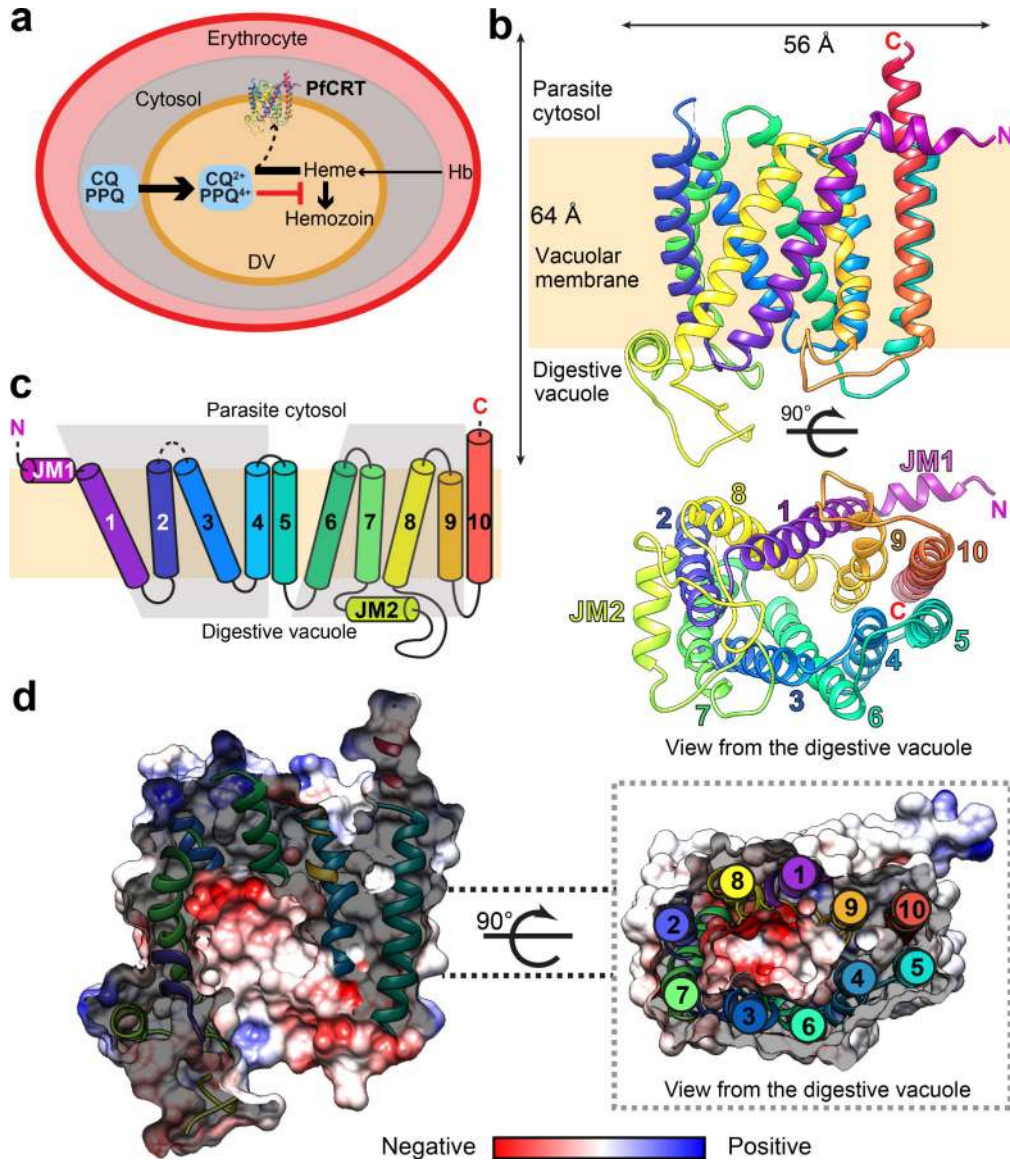 a
Erythrocyte
Cytosol
PfCRT
CQ
PPQ
CQ2+
PPQ4+
Heme
Hb
Hemozoin
DV
b
56 Å
C
Parasite
cytosol
N
64 Å
Vacuolar
membrane
Digestive
vacuole
90°
JM1
N
8
1
2
9
10
JM2
C
5
4
3
7
6
View from the digestive vacuole
c
Parasite cytosol
N
C
JM1
1
2
3
4
5
6
7
8
9
10
JM2
Digestive vacuole
d
90°
8
1
2
9
10
7
4
5
3
6
View from the digestive vacuole
Negative
Positive